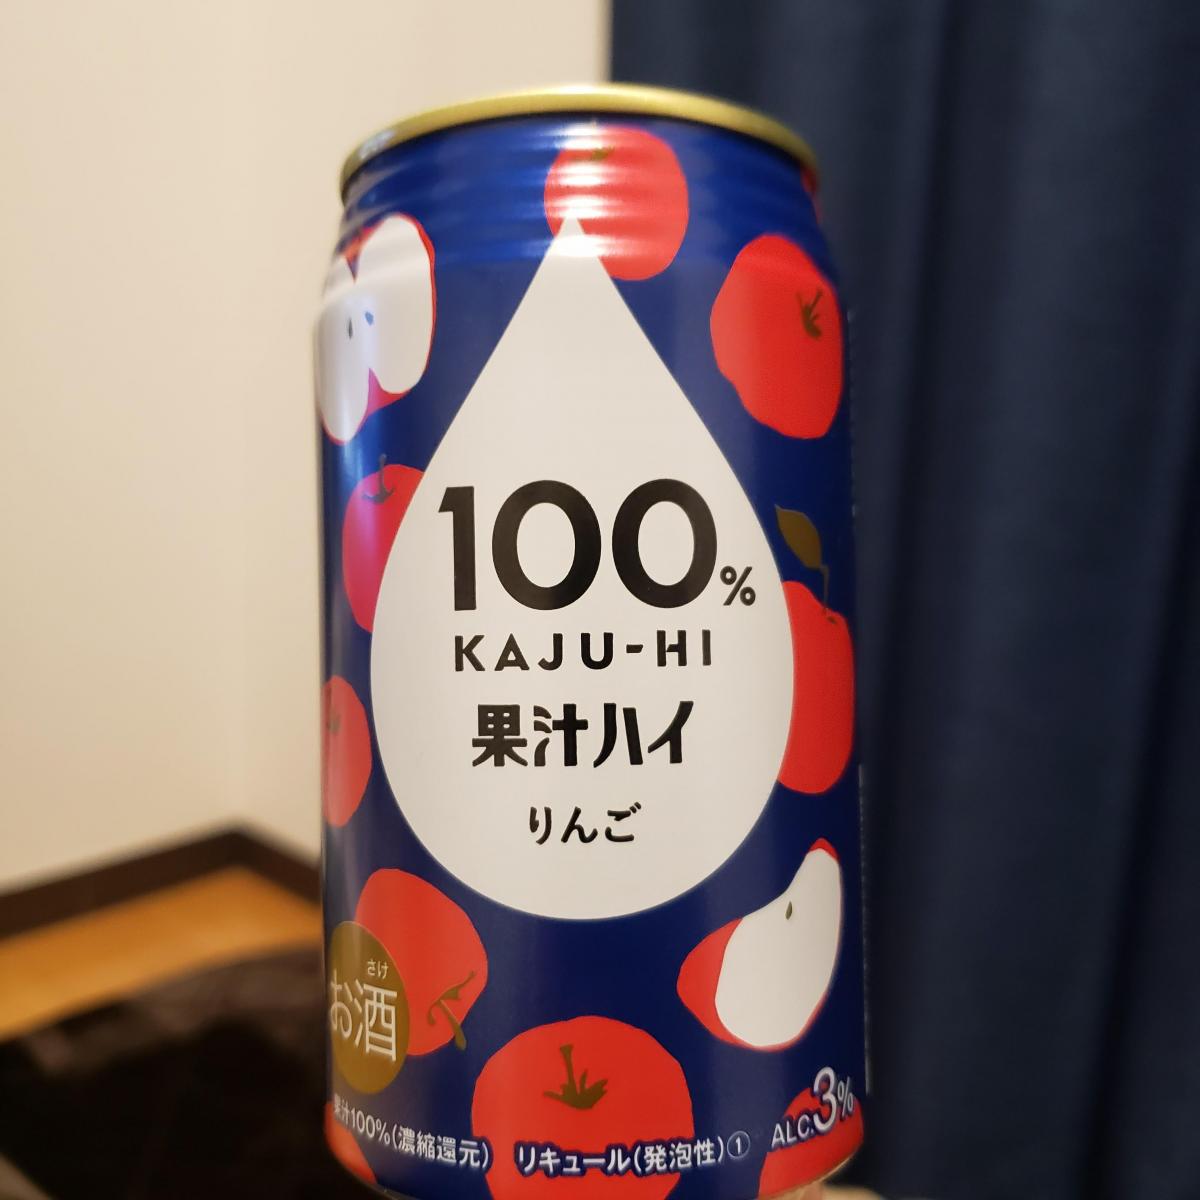 100%
KAJU-HI
果汁ハイ
りんご
さけ
お酒
果汁100%(濃縮還元)
リキュール(発泡性)①
ALC.3%